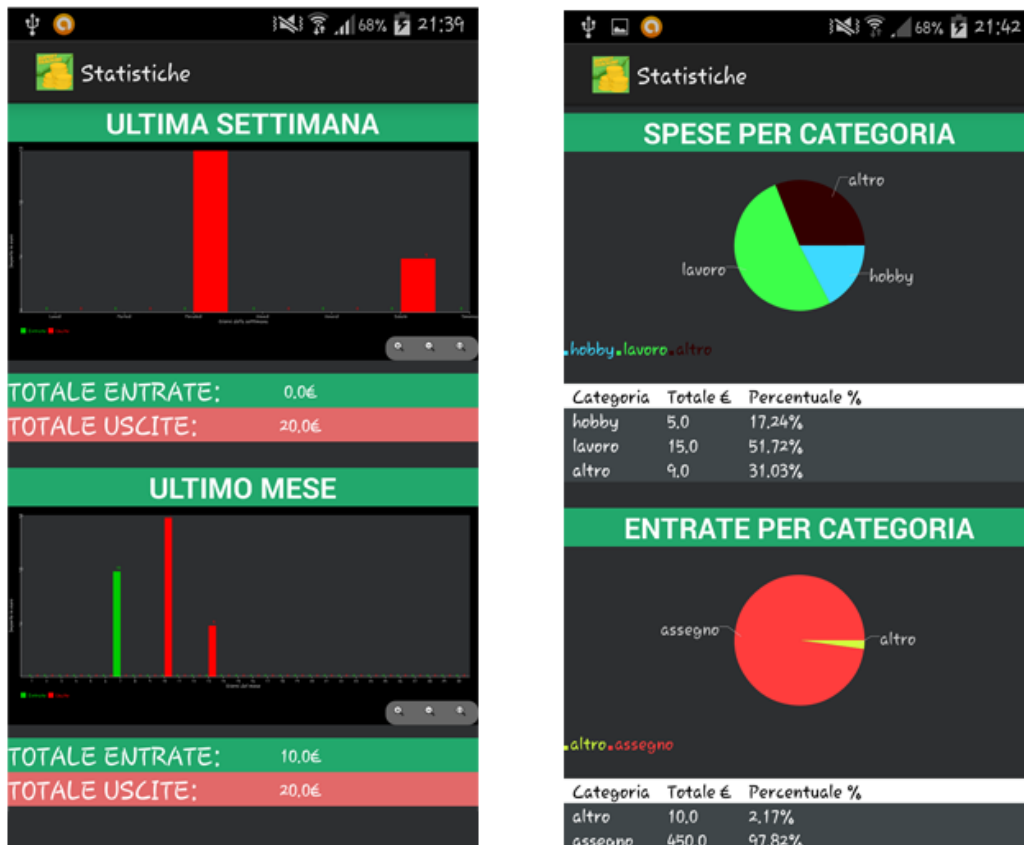 68% 21:39
Statistiche
ULTIMA SETTIMANA
TOTALE ENTRATE: 0,0€
TOTALE USCITE: 20,0€
ULTIMO MESE
TOTALE ENTRATE: 10,0€
TOTALE USCITE: 20,0€
68% 21:42
Statistiche
SPESE PER CATEGORIA
altro
lavoro
hobby
hobby lavoro altro
Categoria Totale € Percentuale %
hobby 5.0 17.24%
lavoro 15.0 51.72%
altro 9.0 31.03%
ENTRATE PER CATEGORIA
assegno
altro
altro assegno
Categoria Totale € Percentuale %
altro 10.0 2.17%
assegno 450.0 97.82%